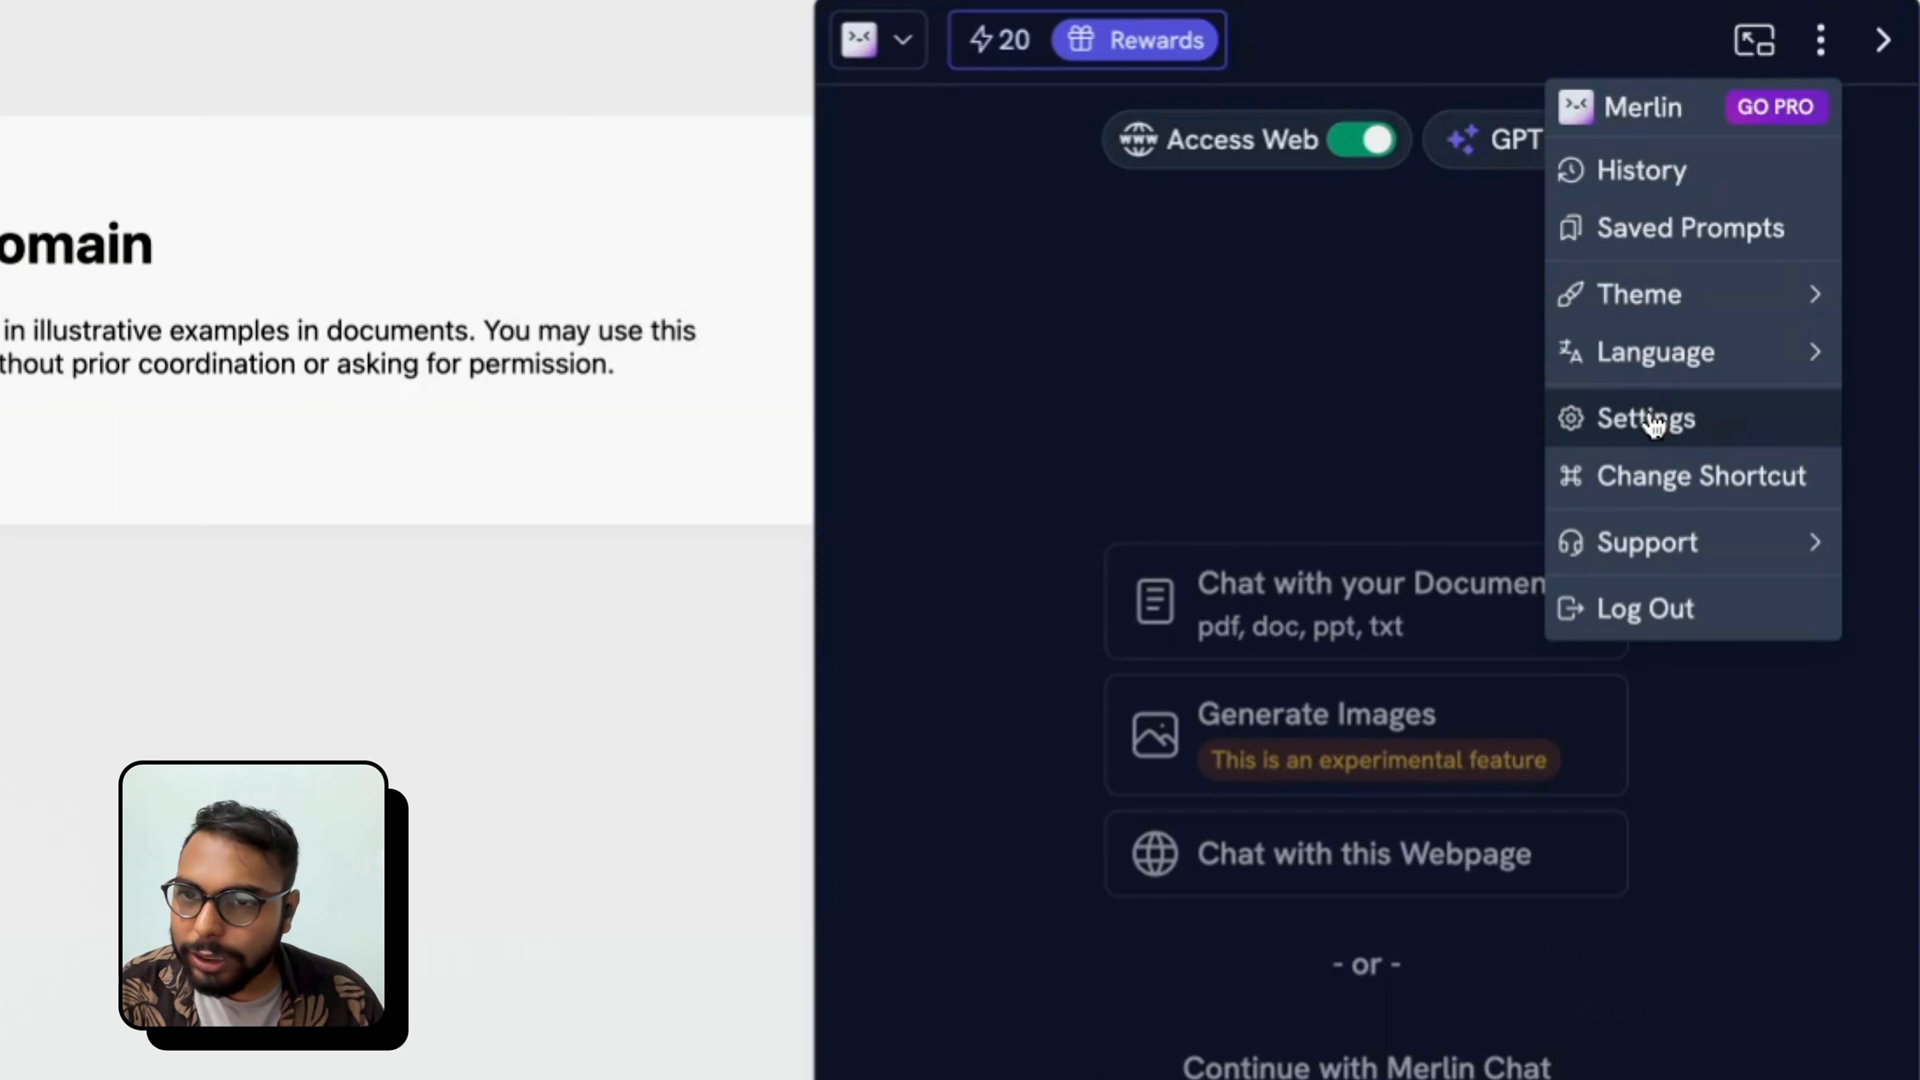 20 Rewards
Merlin GO PRO
Access Web GPT
History
Saved Prompts
omain
Theme
in illustrative examples in documents. You may use this
Language
thout prior coordination or asking for permission.
Settings
Change Shortcut
Support
Chat with your Documen
Log Out
pdf, doc, ppt, txt
Generate Images
This is an experimental feature
Chat with this Webpage
- or -
Continue with Merlin Chat